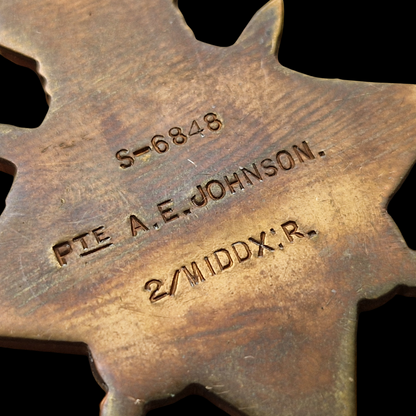 S-6848
PTE A.E.JOHNSON.
2/MIDDX:R.